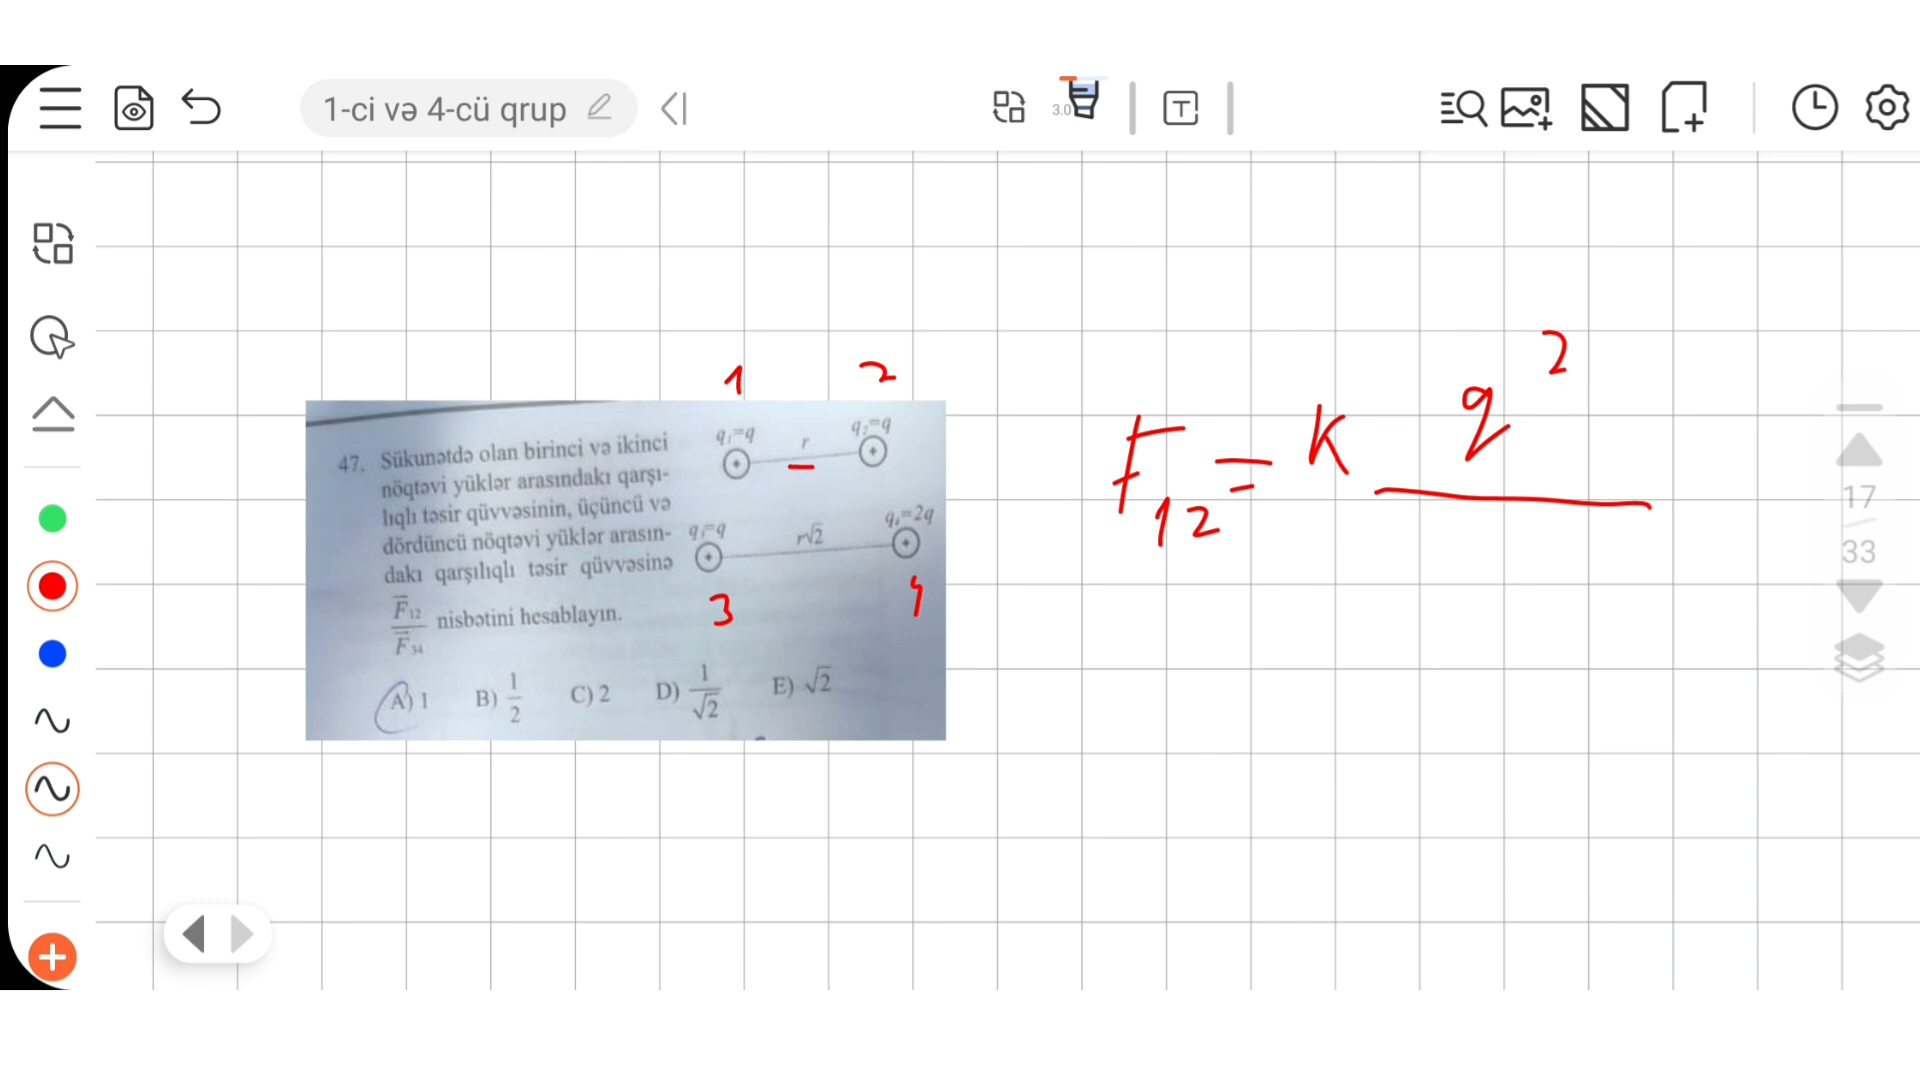 1-ci və 4-cü qrup
3.0
T
1 2
47. Sükunətdə olan birinci və ikinci
nöqtəvi yüklər arasındakı qarşı-
lıqlı təsir qüvvəsinin, üçüncü və
dördüncü nöqtəvi yüklər arasın-
dakı qarşılıqlı təsir qüvvəsinə
F₁₂/F₃₄ nisbətini hesablayın.
q₁=q r q₂=q
q₃=q r√2 q₄=2q
3 4
A) 1 B) 1/2 C) 2 D) 1/√2 E) √2
F₁₂ = k q²
17
33